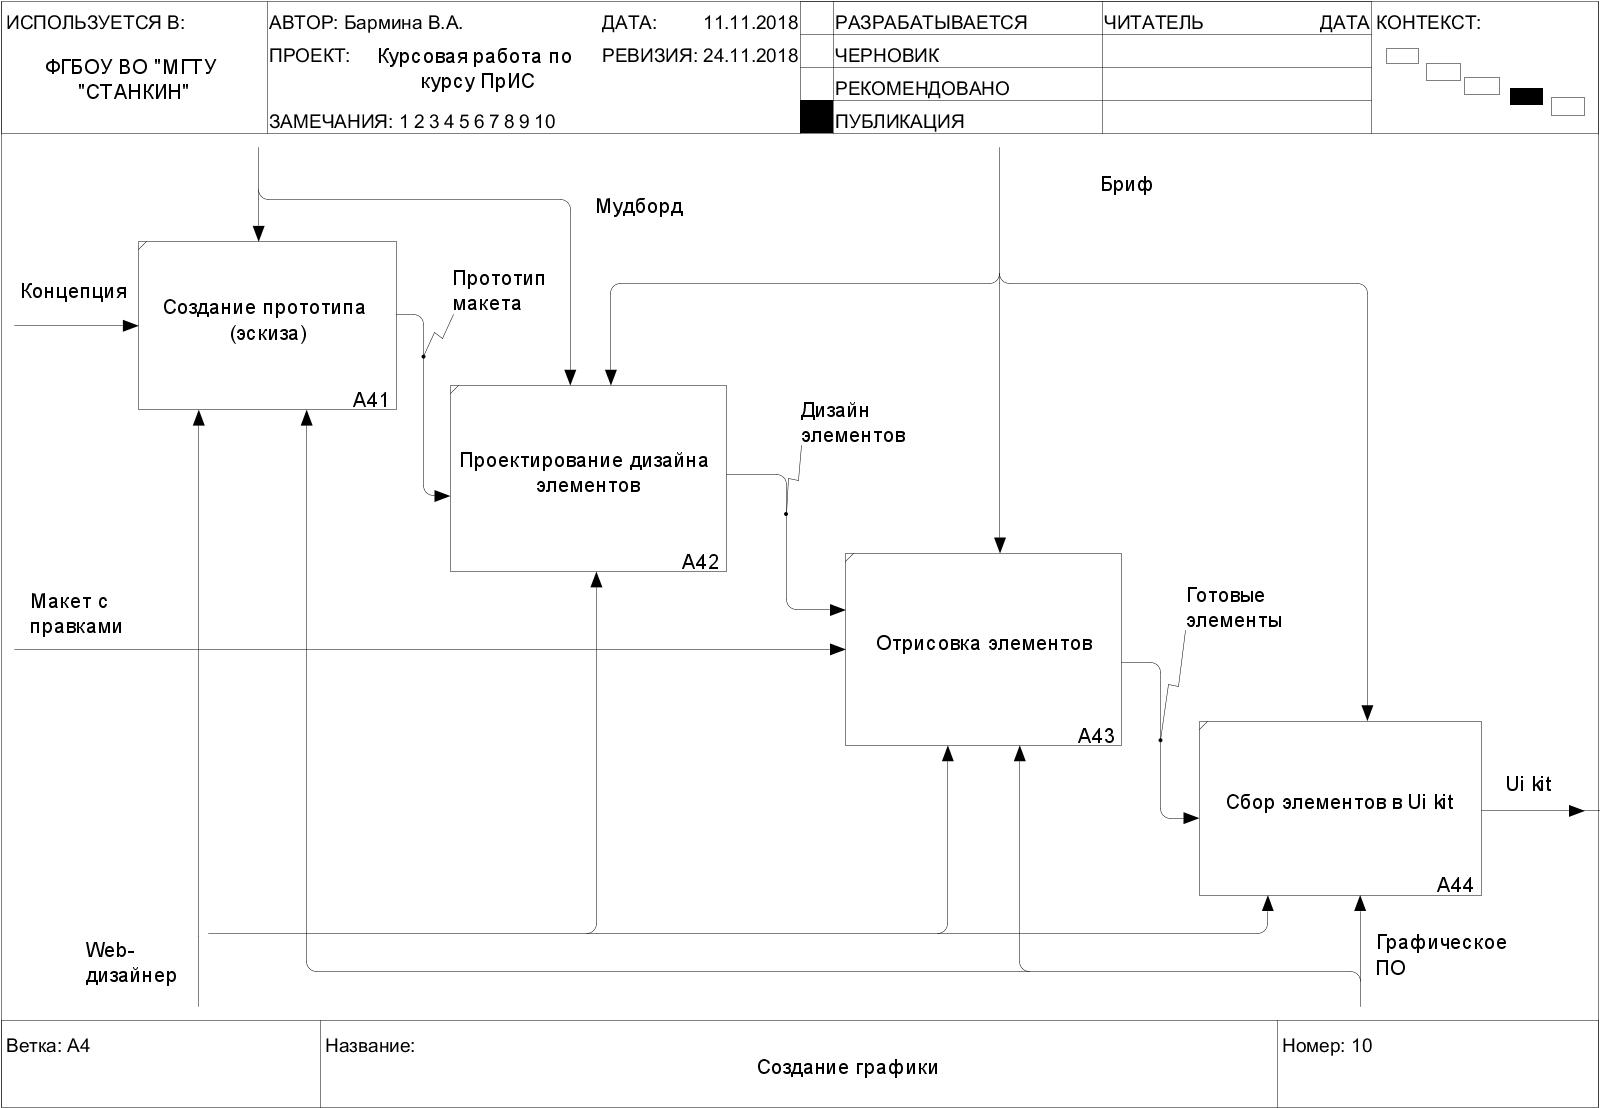 ИСПОЛЬЗУЕТСЯ В:
ФГБОУ ВО "МГТУ
"СТАНКИН"
АВТОР: Бармина В.А.
ДАТА: 11.11.2018
ПРОЕКТ: Курсовая работа по
курсу ПрИС
РЕВИЗИЯ: 24.11.2018
ЗАМЕЧАНИЯ: 1 2 3 4 5 6 7 8 9 10
РАЗРАБАТЫВАЕТСЯ
ЧЕРНОВИК
РЕКОМЕНДОВАНО
ПУБЛИКАЦИЯ
ЧИТАТЕЛЬ ДАТА
КОНТЕКСТ:
Бриф
Мудборд
Концепция
Создание прототипа
(эскиза)
A41
Прототип
макета
Проектирование дизайна
элементов
A42
Дизайн
элементов
Макет с
правками
Отрисовка элементов
A43
Готовые
элементы
Сбор элементов в Ui kit
A44
Ui kit
Web-
дизайнер
Графическое
ПО
Ветка: A4
Название:
Создание графики
Номер: 10